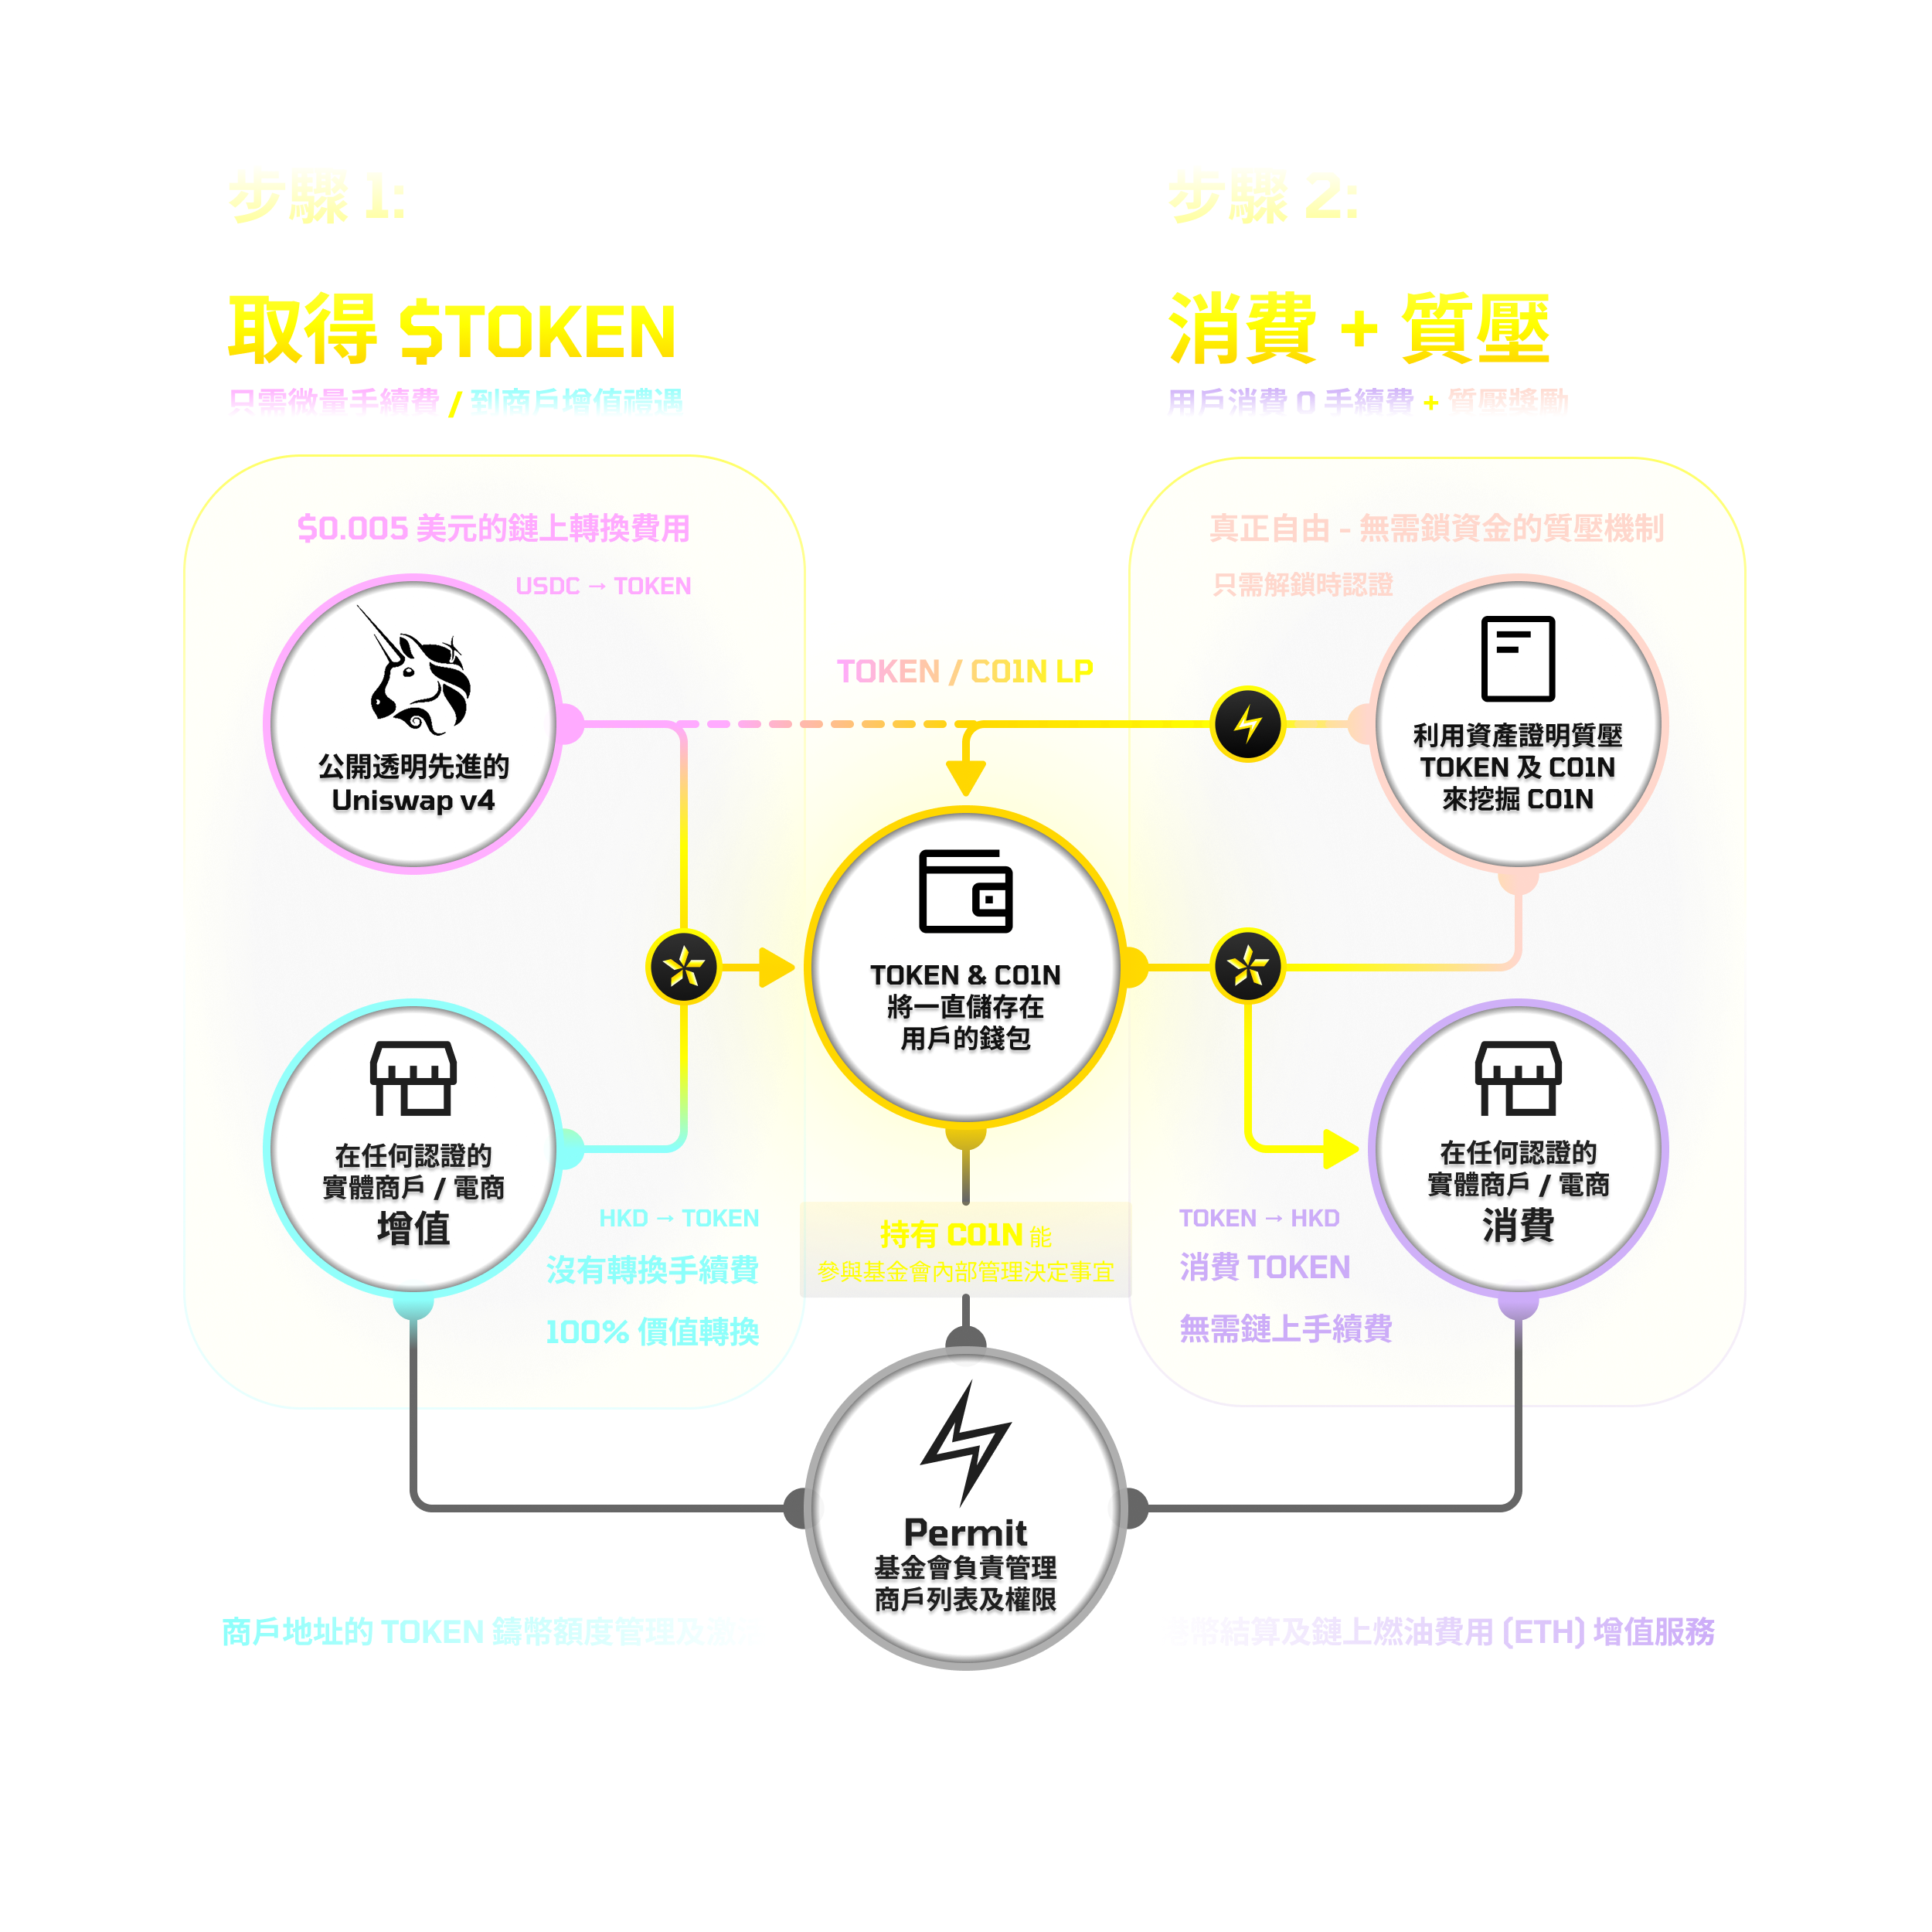 步驟 1:
取得 $TOKEN
只需微量手續費 / 到商戶增值禮遇
$0.005 美元的鏈上轉換費用
USDC → TOKEN
公開透明先進的
Uniswap v4
在任何認證的
實體商戶 / 電商
增值
HKD → TOKEN
沒有轉換手續費
100% 價值轉換
TOKEN / CO1N LP
TOKEN & CO1N
將一直儲存在
用戶的錢包
持有 CO1N 能
參與基金會內部管理決定事宜
Permit
基金會負責管理
商戶列表及權限
步驟 2:
消費 + 質壓
用戶消費 0 手續費 + 質壓獎勵
真正自由 - 無需鎖資金的質壓機制
只需解鎖時認證
利用資產證明質壓
TOKEN 及 CO1N
來挖掘 CO1N
在任何認證的
實體商戶 / 電商
消費
TOKEN → HKD
消費 TOKEN
無需鏈上手續費
商戶地址的 TOKEN 鑄幣額度管理及
幣結算及鏈上燃油費用 (ETH) 增值服務